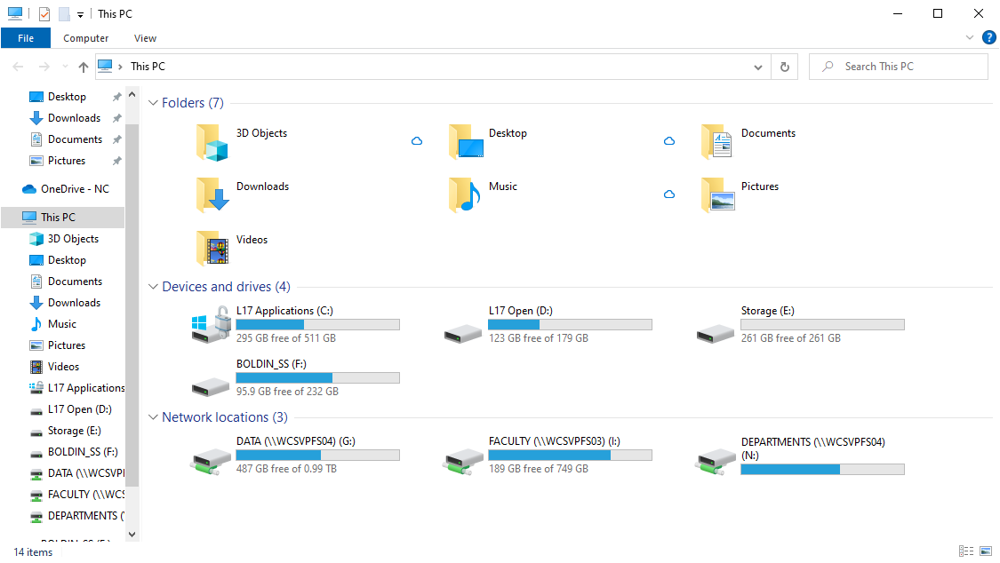 This PC
File Computer View
This PC
Search This PC
Desktop
Downloads
Documents
Pictures
OneDrive - NC
This PC
3D Objects
Desktop
Documents
Downloads
Music
Pictures
Videos
L17 Applications
L17 Open (D:)
Storage (E:)
BOLDIN_SS (F:)
DATA (\\WCSVPI
FACULTY (\\WCS
DEPARTMENTS (
BOLDIN_SS (F:)
Folders (7)
3D Objects
Desktop
Documents
Downloads
Music
Pictures
Videos
Devices and drives (4)
L17 Applications (C:)
295 GB free of 511 GB
L17 Open (D:)
123 GB free of 179 GB
Storage (E:)
261 GB free of 261 GB
BOLDIN_SS (F:)
95.9 GB free of 232 GB
Network locations (3)
DATA (\\WCSVPFS04) (G:)
487 GB free of 0.99 TB
FACULTY (\\WCSVPFS03) (I:)
189 GB free of 749 GB
DEPARTMENTS (\\WCSVPFS04)
(N:)
14 items